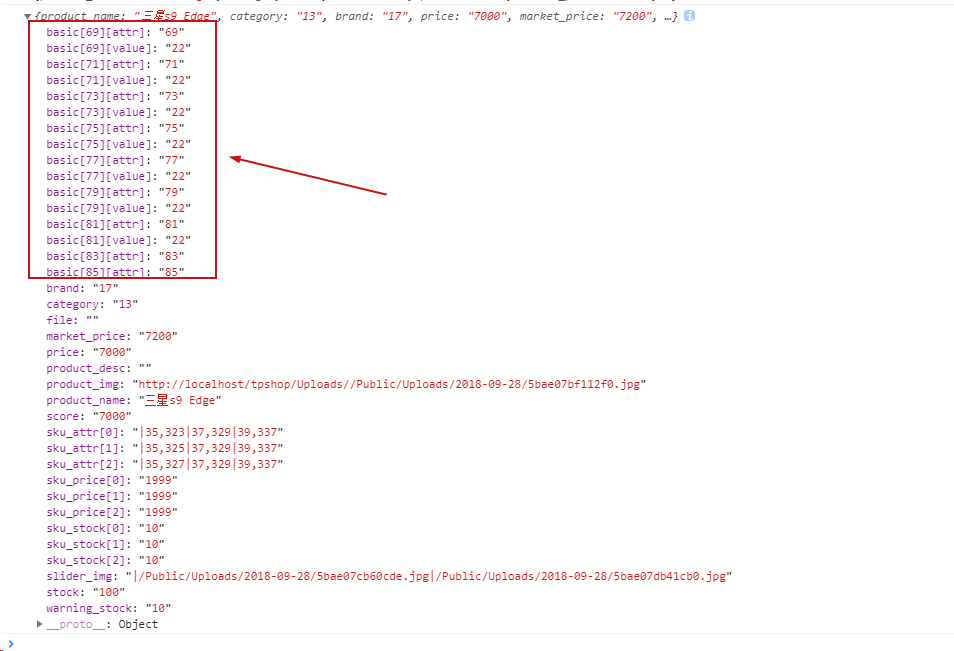 ▼{product_name: "三星s9 Edge", category: "13", brand: "17", price: "7000", market_price: "7200", …}
basic[69][attr]: "69"
basic[69][value]: "22"
basic[71][attr]: "71"
basic[71][value]: "22"
basic[73][attr]: "73"
basic[73][value]: "22"
basic[75][attr]: "75"
basic[75][value]: "22"
basic[77][attr]: "77"
basic[77][value]: "22"
basic[79][attr]: "79"
basic[79][value]: "22"
basic[81][attr]: "81"
basic[81][value]: "22"
basic[83][attr]: "83"
basic[85][attr]: "85"
brand: "17"
category: "13"
file: ""
market_price: "7200"
price: "7000"
product_desc: ""
product_img: "http://localhost/tpshop/Uploads//Public/Uploads/2018-09-28/5bae07bf112f0.jpg"
product_name: "三星s9 Edge"
score: "7000"
sku_attr[0]: "|35,323|37,329|39,337"
sku_attr[1]: "|35,325|37,329|39,337"
sku_attr[2]: "|35,327|37,329|39,337"
sku_price[0]: "1999"
sku_price[1]: "1999"
sku_price[2]: "1999"
sku_stock[0]: "10"
sku_stock[1]: "10"
sku_stock[2]: "10"
slider_img: "|/Public/Uploads/2018-09-28/5bae07cb60cde.jpg|/Public/Uploads/2018-09-28/5bae07db41cb0.jpg"
stock: "100"
warning_stock: "10"
▶__proto__: Object